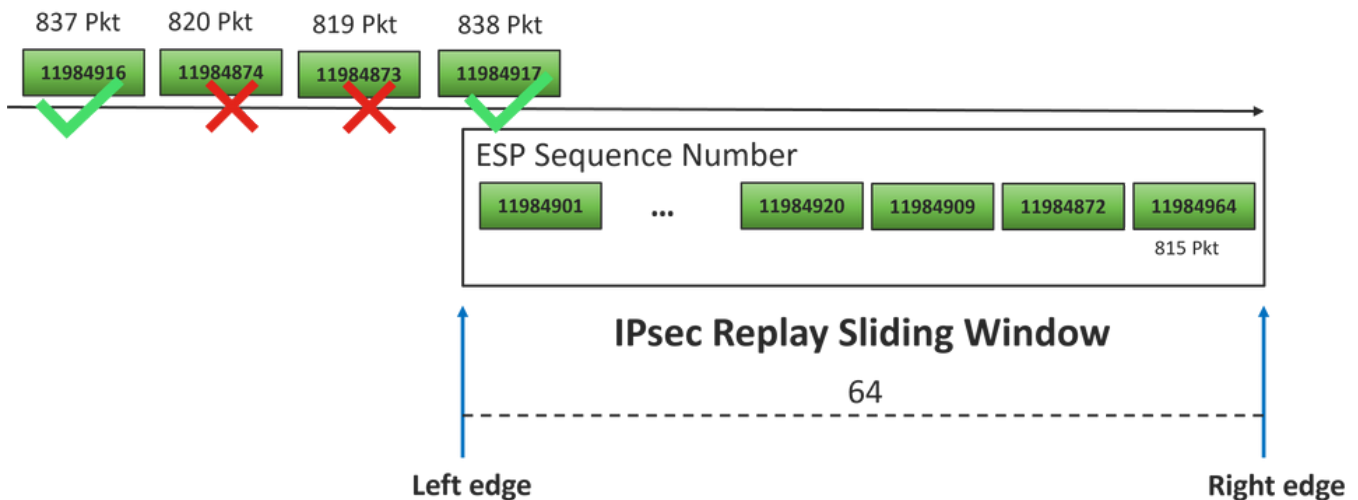 837 Pkt 820 Pkt 819 Pkt 838 Pkt
11984916 11984874 11984873 11984917
ESP Sequence Number
11984901 ... 11984920 11984909 11984872 11984964
815 Pkt
IPsec Replay Sliding Window
64
Left edge Right edge